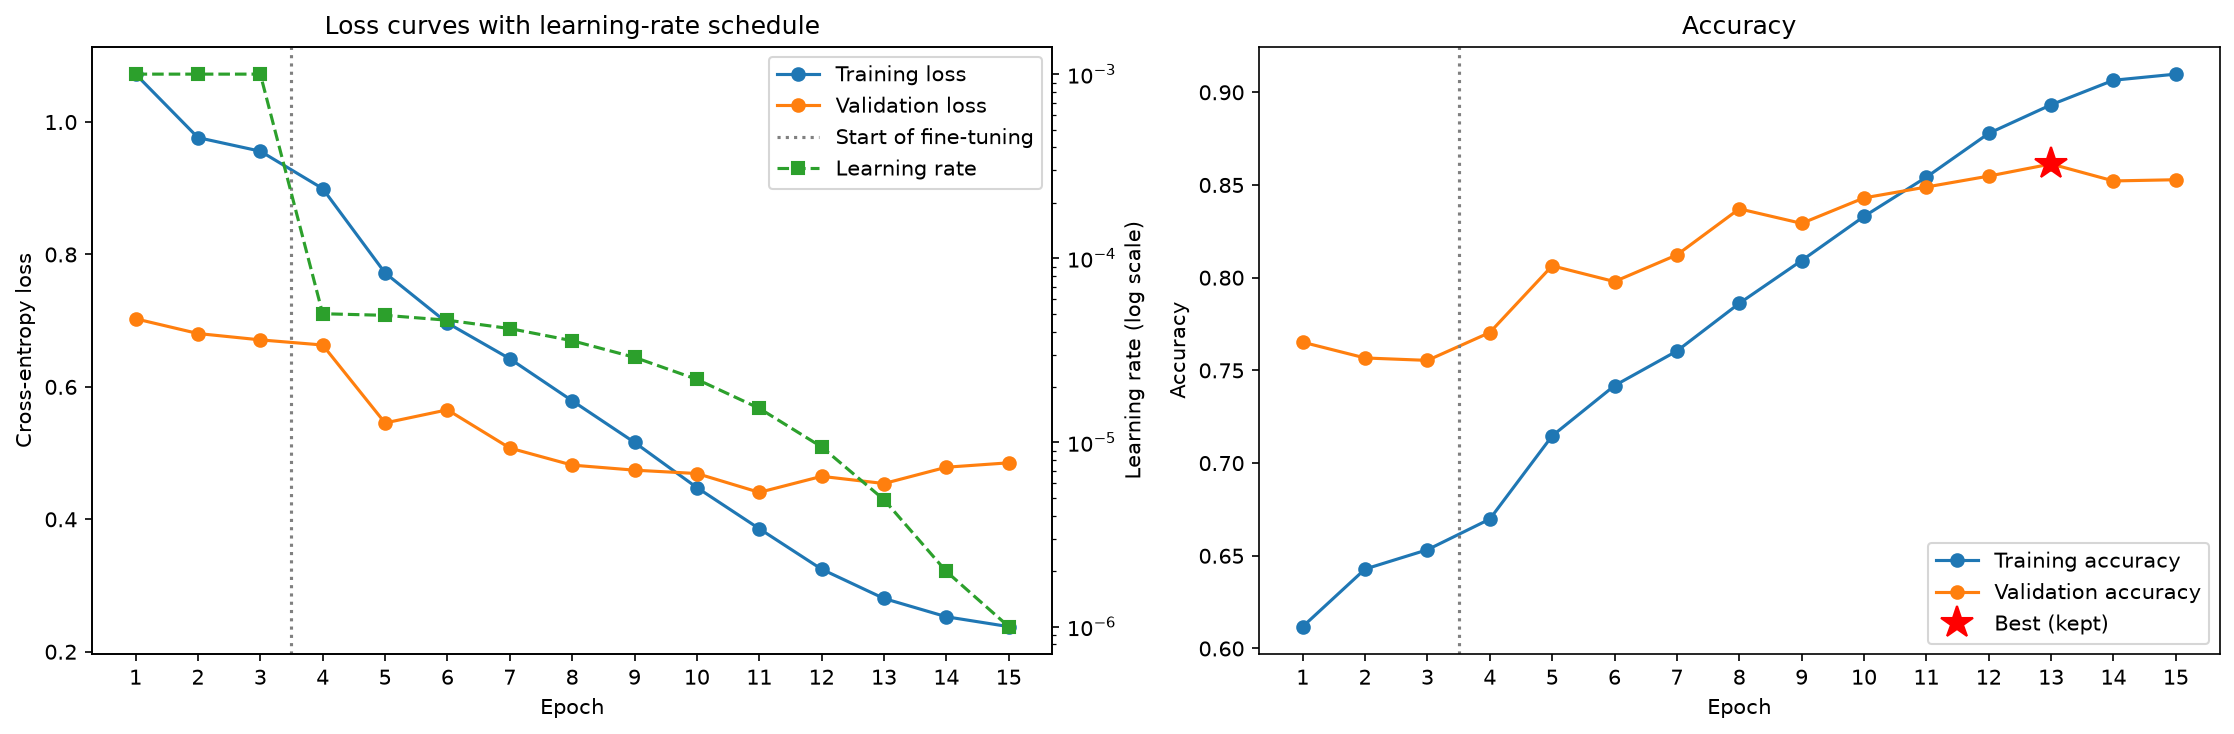 Loss curves with learning-rate schedule
Training loss
Validation loss
Start of fine-tuning
Learning rate
1.0
0.8
0.6
0.4
0.2
Cross-entropy loss
10⁻³
10⁻⁴
10⁻⁵
10⁻⁶
Learning rate (log scale)
1 2 3 4 5 6 7 8 9 10 11 12 13 14 15
Epoch
Accuracy
0.90
0.85
0.80
0.75
0.70
0.65
0.60
Accuracy
Training accuracy
Validation accuracy
Best (kept)
1 2 3 4 5 6 7 8 9 10 11 12 13 14 15
Epoch